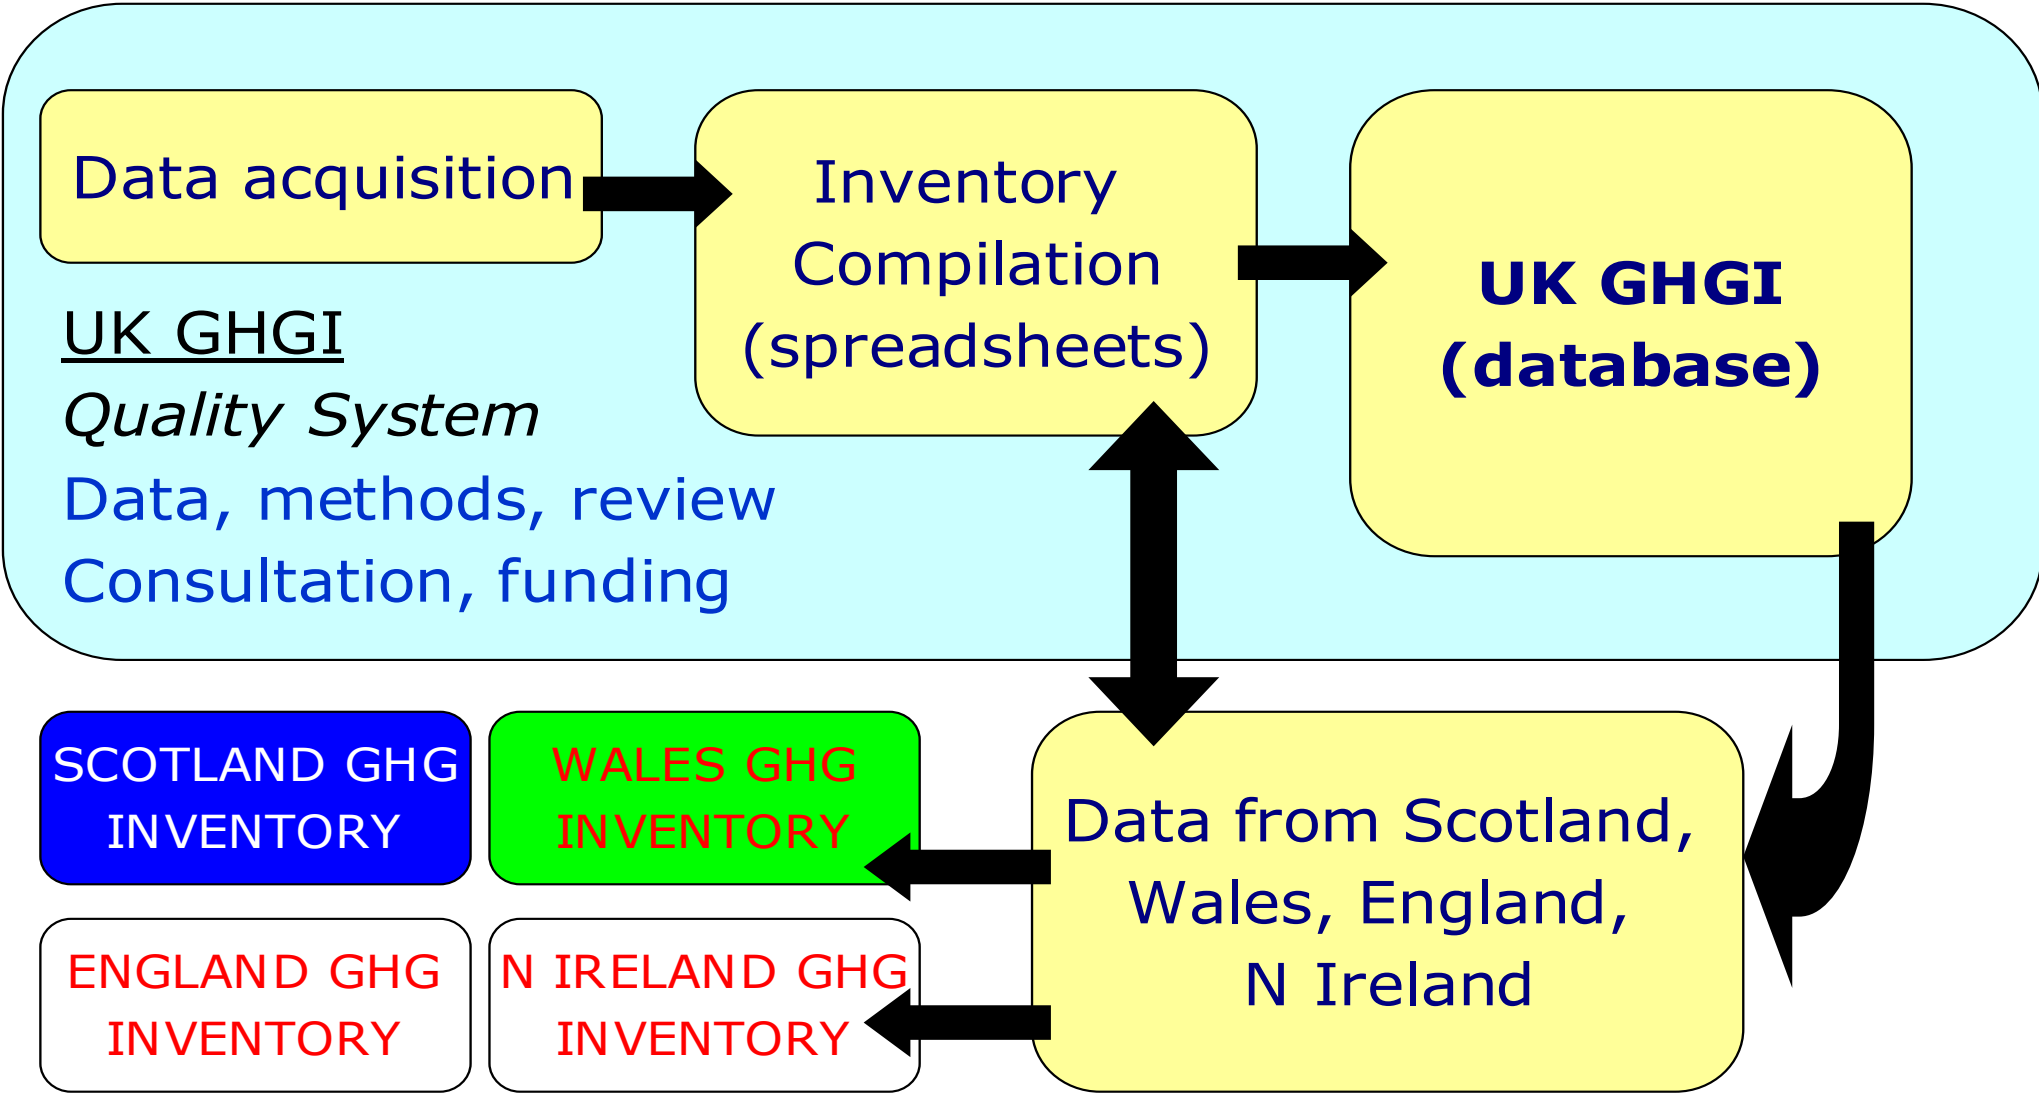 Data acquisition
Inventory
Compilation
(spreadsheets)
UK GHGI
(database)
UK GHGI
Quality System
Data, methods, review
Consultation, funding
SCOTLAND GHG
INVENTORY
WALES GHG
INVENTORY
ENGLAND GHG
INVENTORY
N IRELAND GHG
INVENTORY
Data from Scotland,
Wales, England,
N Ireland